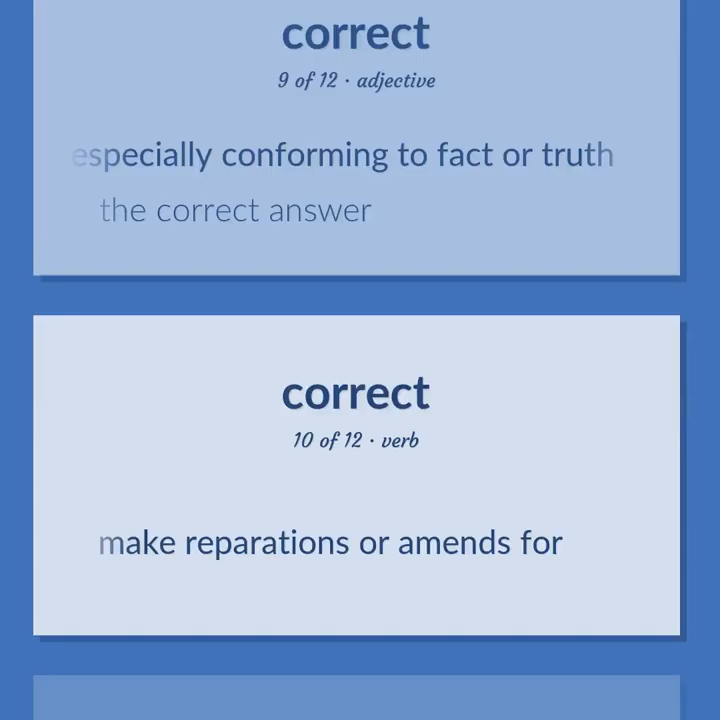 correct
9 of 12 · adjective
especially conforming to fact or truth
the correct answer
correct
10 of 12 · verb
make reparations or amends for